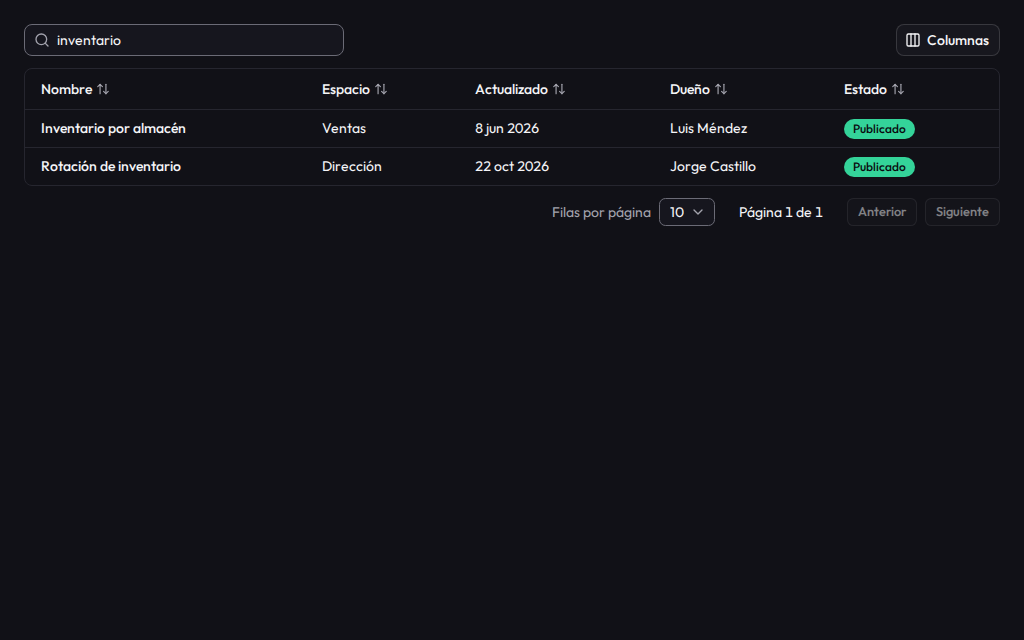 inventario
Columnas
Nombre Espacio Actualizado Dueño Estado
Inventario por almacén Ventas 8 jun 2026 Luis Méndez Publicado
Rotación de inventario Dirección 22 oct 2026 Jorge Castillo Publicado
Filas por página 10 Página 1 de 1 Anterior Siguiente